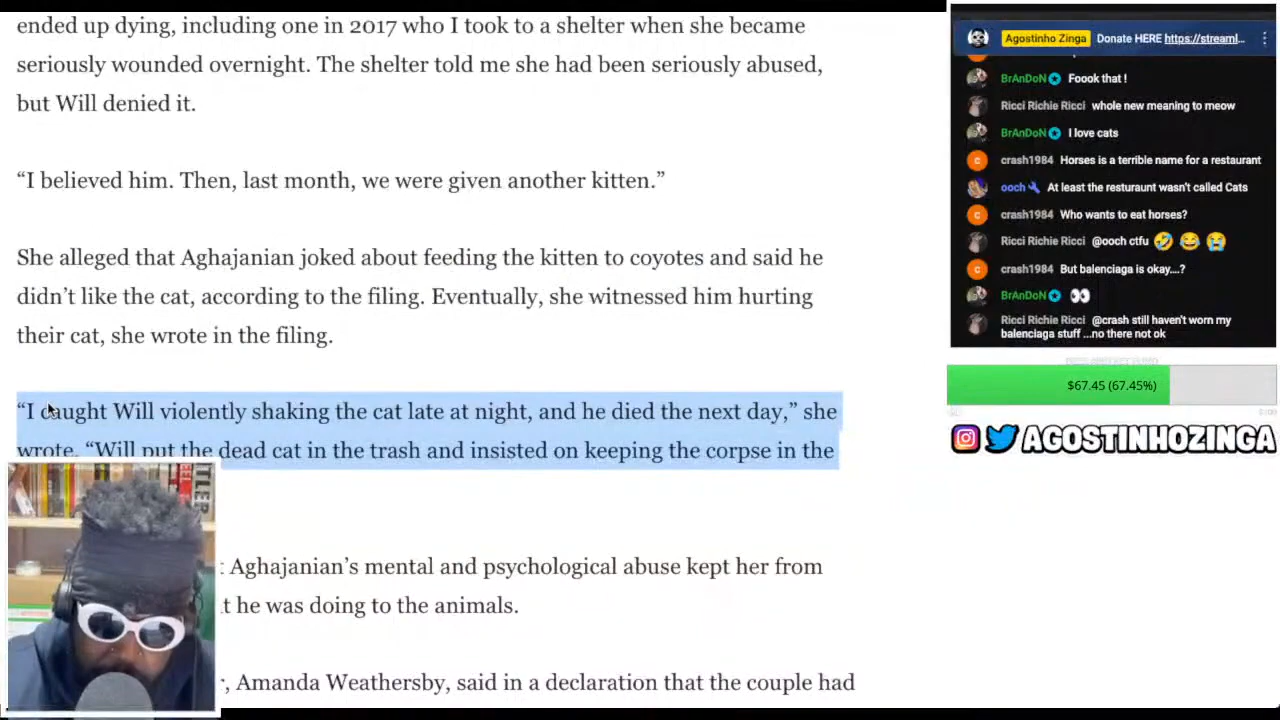 ended up dying, including one in 2017 who I took to a shelter when she became
seriously wounded overnight. The shelter told me she had been seriously abused,
but Will denied it.
“I believed him. Then, last month, we were given another kitten.”
She alleged that Aghajanian joked about feeding the kitten to coyotes and said he
didn’t like the cat, according to the filing. Eventually, she witnessed him hurting
their cat, she wrote in the filing.
“I caught Will violently shaking the cat late at night, and he died the next day,” she
wrote. “Will put the dead cat in the trash and insisted on keeping the corpse in the
Aghajanian’s mental and psychological abuse kept her from
he was doing to the animals.
Amanda Weathersby, said in a declaration that the couple had
Agostinho Zinga Donate HERE https://streaml...
BrAnDoN Foook that !
Ricci Richie Ricci whole new meaning to meow
BrAnDoN I love cats
crash1984 Horses is a terrible name for a restaurant
ooch At least the resturaunt wasn't called Cats
crash1984 Who wants to eat horses?
Ricci Richie Ricci @ooch ctfu 🤣 😂 😭
crash1984 But balenciaga is okay....?
BrAnDoN 👀
Ricci Richie Ricci @crash still haven't worn my
balenciaga stuff ...no there not ok
$67.45 (67.45%)
AGOSTINHOZINGA